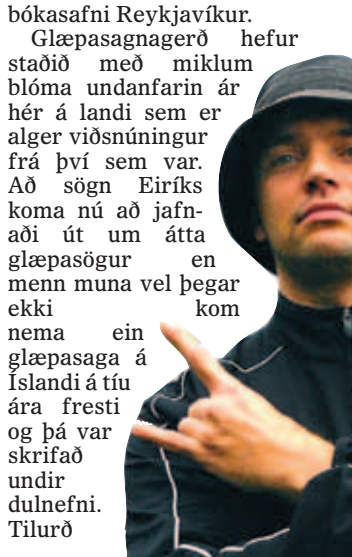 bókasafni Reykjavíkur.
Glæpasagnagerð hefur
staðið með miklum
blóma undanfarin ár
hér á landi sem er
alger viðsnúningur
frá því sem var.
Að sögn Eiríks
koma nú að jafn-
aði út um átta
glæpasögur en
menn muna vel þegar
ekki kom
nema ein
glæpasaga á
Íslandi á tíu
ára fresti
og þá var
skrifað
undir
dulnefni.
Tilurð